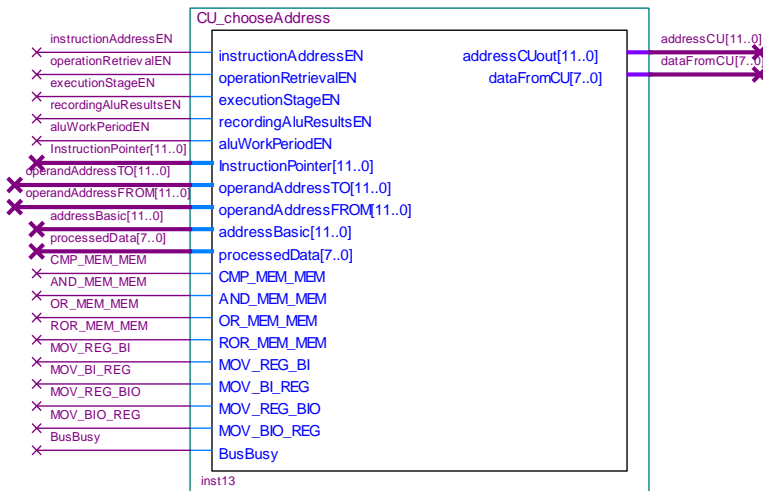 CU_chooseAddress
instructionAddressEN
instructionAddressEN
addressCUout[11..0]
addressCU[11..0]
operationRetrievalEN
operationRetrievalEN
dataFromCU[7..0]
dataFromCU[7..0]
executionStageEN
executionStageEN
recordingAluResultsEN
recordingAluResultsEN
aluWorkPeriodEN
aluWorkPeriodEN
InstructionPointer[11..0]
InstructionPointer[11..0]
operandAddressTO[11..0]
operandAddressTO[11..0]
operandAddressFROM[11..0]
operandAddressFROM[11..0]
addressBasic[11..0]
addressBasic[11..0]
processedData[7..0]
processedData[7..0]
CMP_MEM_MEM
CMP_MEM_MEM
AND_MEM_MEM
AND_MEM_MEM
OR_MEM_MEM
OR_MEM_MEM
ROR_MEM_MEM
ROR_MEM_MEM
MOV_REG_BI
MOV_REG_BI
MOV_BI_REG
MOV_BI_REG
MOV_REG_BIO
MOV_REG_BIO
MOV_BIO_REG
MOV_BIO_REG
BusBusy
BusBusy
inst13